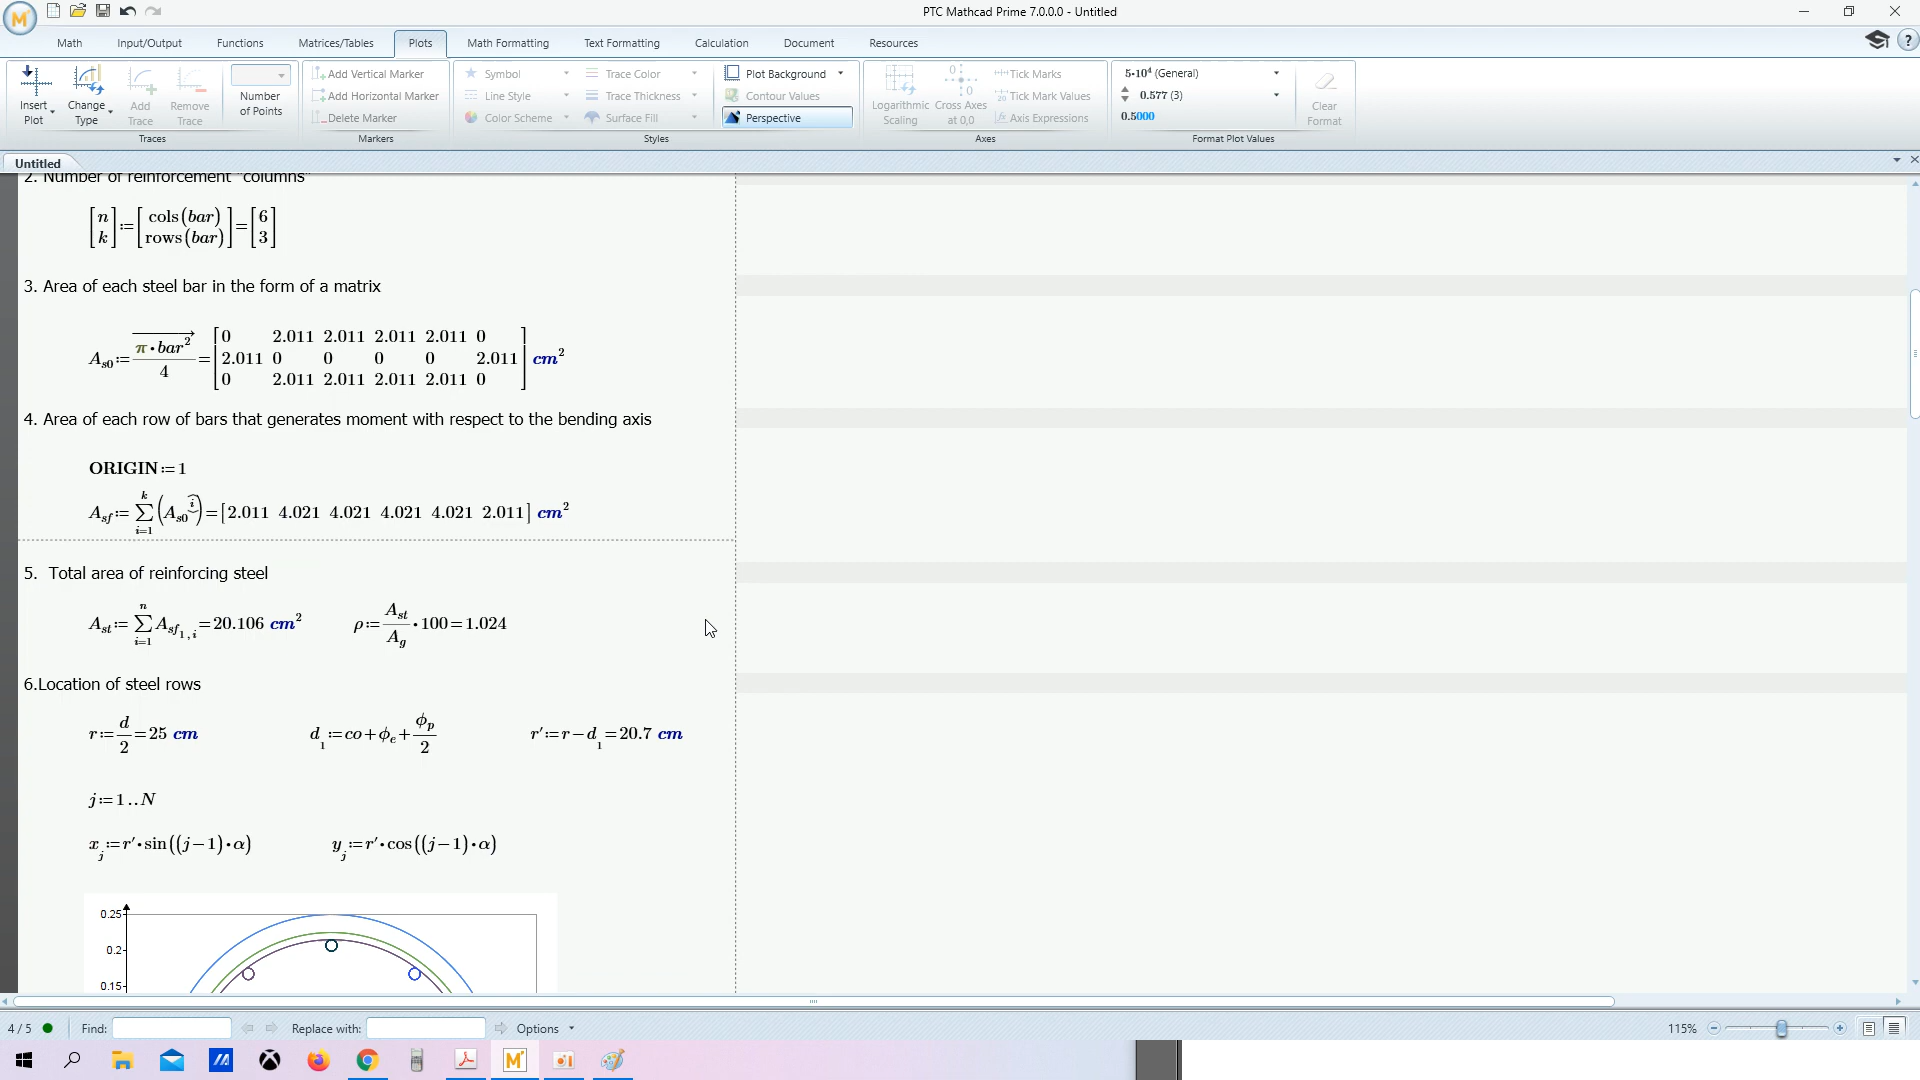 PTC Mathcad Prime 7.0.0.0 - Untitled
Math Input/Output Functions Matrices/Tables Plots Math Formatting Text Formatting Calculation Document Resources
Insert Plot
Change Type
Add Trace
Remove Trace
Traces
Number of Points
Add Vertical Marker
Add Horizontal Marker
Delete Marker
Markers
Symbol
Line Style
Color Scheme
Trace Color
Trace Thickness
Surface Fill
Styles
Plot Background
Contour Values
Perspective
Logarithmic Scaling
Cross Axes at 0,0
Tick Marks
Tick Mark Values
Axis Expressions
Axes
5•10⁴ (General)
0.577 (3)
0.5000
Format Plot Values
Clear Format
Untitled
2. Number of reinforcement "columns"
[n k]:=[cols(bar) rows(bar)]=[6 3]
3. Area of each steel bar in the form of a matrix
A_s0:=π•bar²/4=
[0 2.011 2.011 2.011 2.011 0
2.011 0 0 0 0 2.011
0 2.011 2.011 2.011 2.011 0] cm²
4. Area of each row of bars that generates moment with respect to the bending axis
ORIGIN:=1
A_sf:=∑ k i=1 (A_s0 i)=[2.011 4.021 4.021 4.021 4.021 2.011] cm²
5. Total area of reinforcing steel
A_st:=∑ n i=1 A_sf 1,i=20.106 cm² ρ:=A_st/A_g•100=1.024
6.Location of steel rows
r:=d/2=25 cm d_1:=co+ϕ_e+ϕ_p/2 r′:=r−d_1=20.7 cm
j:=1..N
x_j:=r′•sin((j−1)•α) y_j:=r′•cos((j−1)•α)
0.25
0.2
0.15
4 / 5 Find: Replace with: Options 115%